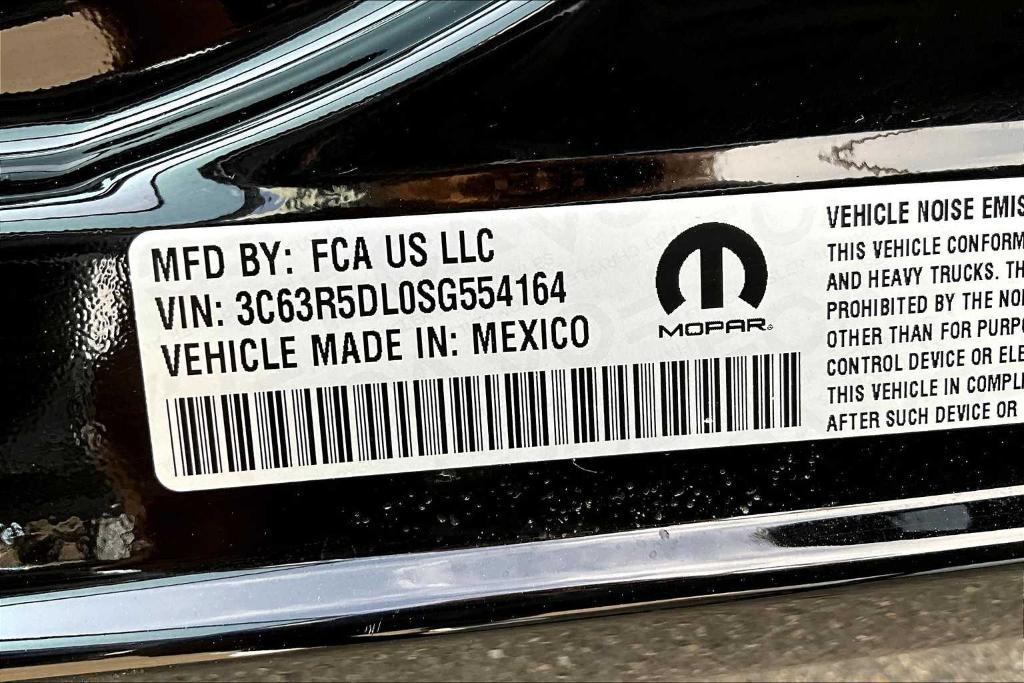 MFD BY: FCA US LLC
VIN: 3C63R5DL0SG554164
VEHICLE MADE IN: MEXICO
MOPAR®
VEHICLE NOISE EMIS
THIS VEHICLE CONFORM
AND HEAVY TRUCKS. TH
PROHIBITED BY THE NO
OTHER THAN FOR PURP
CONTROL DEVICE OR ELE
THIS VEHICLE IN COMPLI
AFTER SUCH DEVICE OR